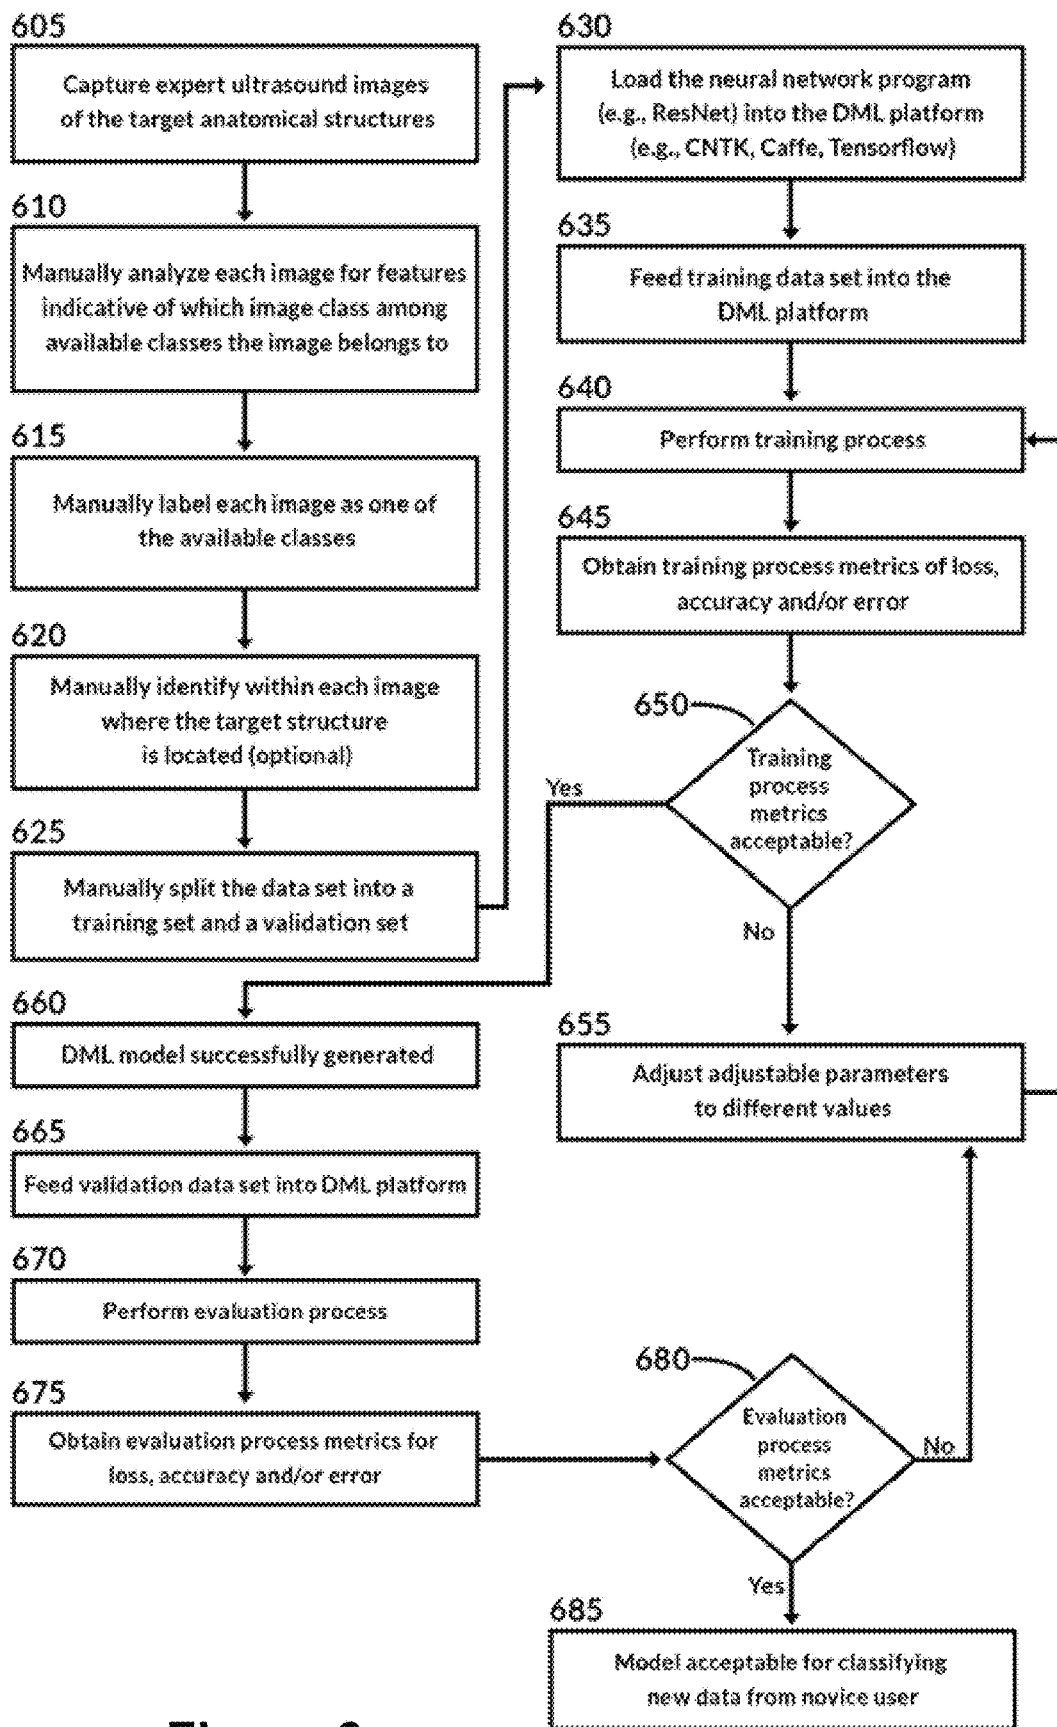 605
Capture expert ultrasound images
of the target anatomical structures
610
Manually analyze each image for features
indicative of which image class among
available classes the image belongs to
615
Manually label each image as one of
the available classes
620
Manually identify within each image
where the target structure
is located (optional)
625
Manually split the data set into a
training set and a validation set
630
Load the neural network program
(e.g., ResNet) into the DML platform
(e.g., CNTK, Caffe, Tensorflow)
635
Feed training data set into the
DML platform
640
Perform training process
645
Obtain training process metrics of loss,
accuracy and/or error
650
Training
process
metrics
acceptable?
Yes
No
655
Adjust adjustable parameters
to different values
660
DML model successfully generated
665
Feed validation data set into DML platform
670
Perform evaluation process
675
Obtain evaluation process metrics for
loss, accuracy and/or error
680
Evaluation
process
metrics
acceptable?
No
Yes
685
Model acceptable for classifying
new data from novice user